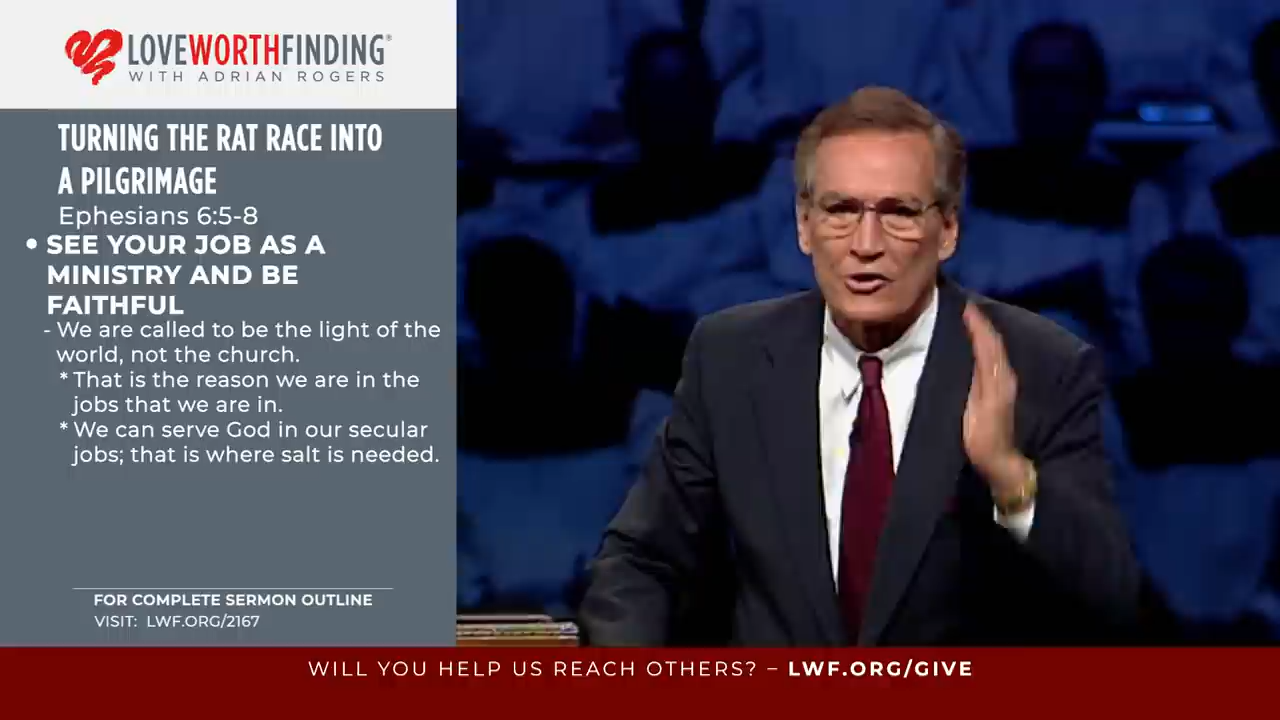 LOVEWORTHFINDING®
WITH ADRIAN ROGERS
TURNING THE RAT RACE INTO
A PILGRIMAGE
Ephesians 6:5-8
• SEE YOUR JOB AS A
MINISTRY AND BE
FAITHFUL
- We are called to be the light of the
world, not the church.
* That is the reason we are in the
jobs that we are in.
* We can serve God in our secular
jobs; that is where salt is needed.
FOR COMPLETE SERMON OUTLINE
VISIT: LWF.ORG/2167
WILL YOU HELP US REACH OTHERS? – LWF.ORG/GIVE